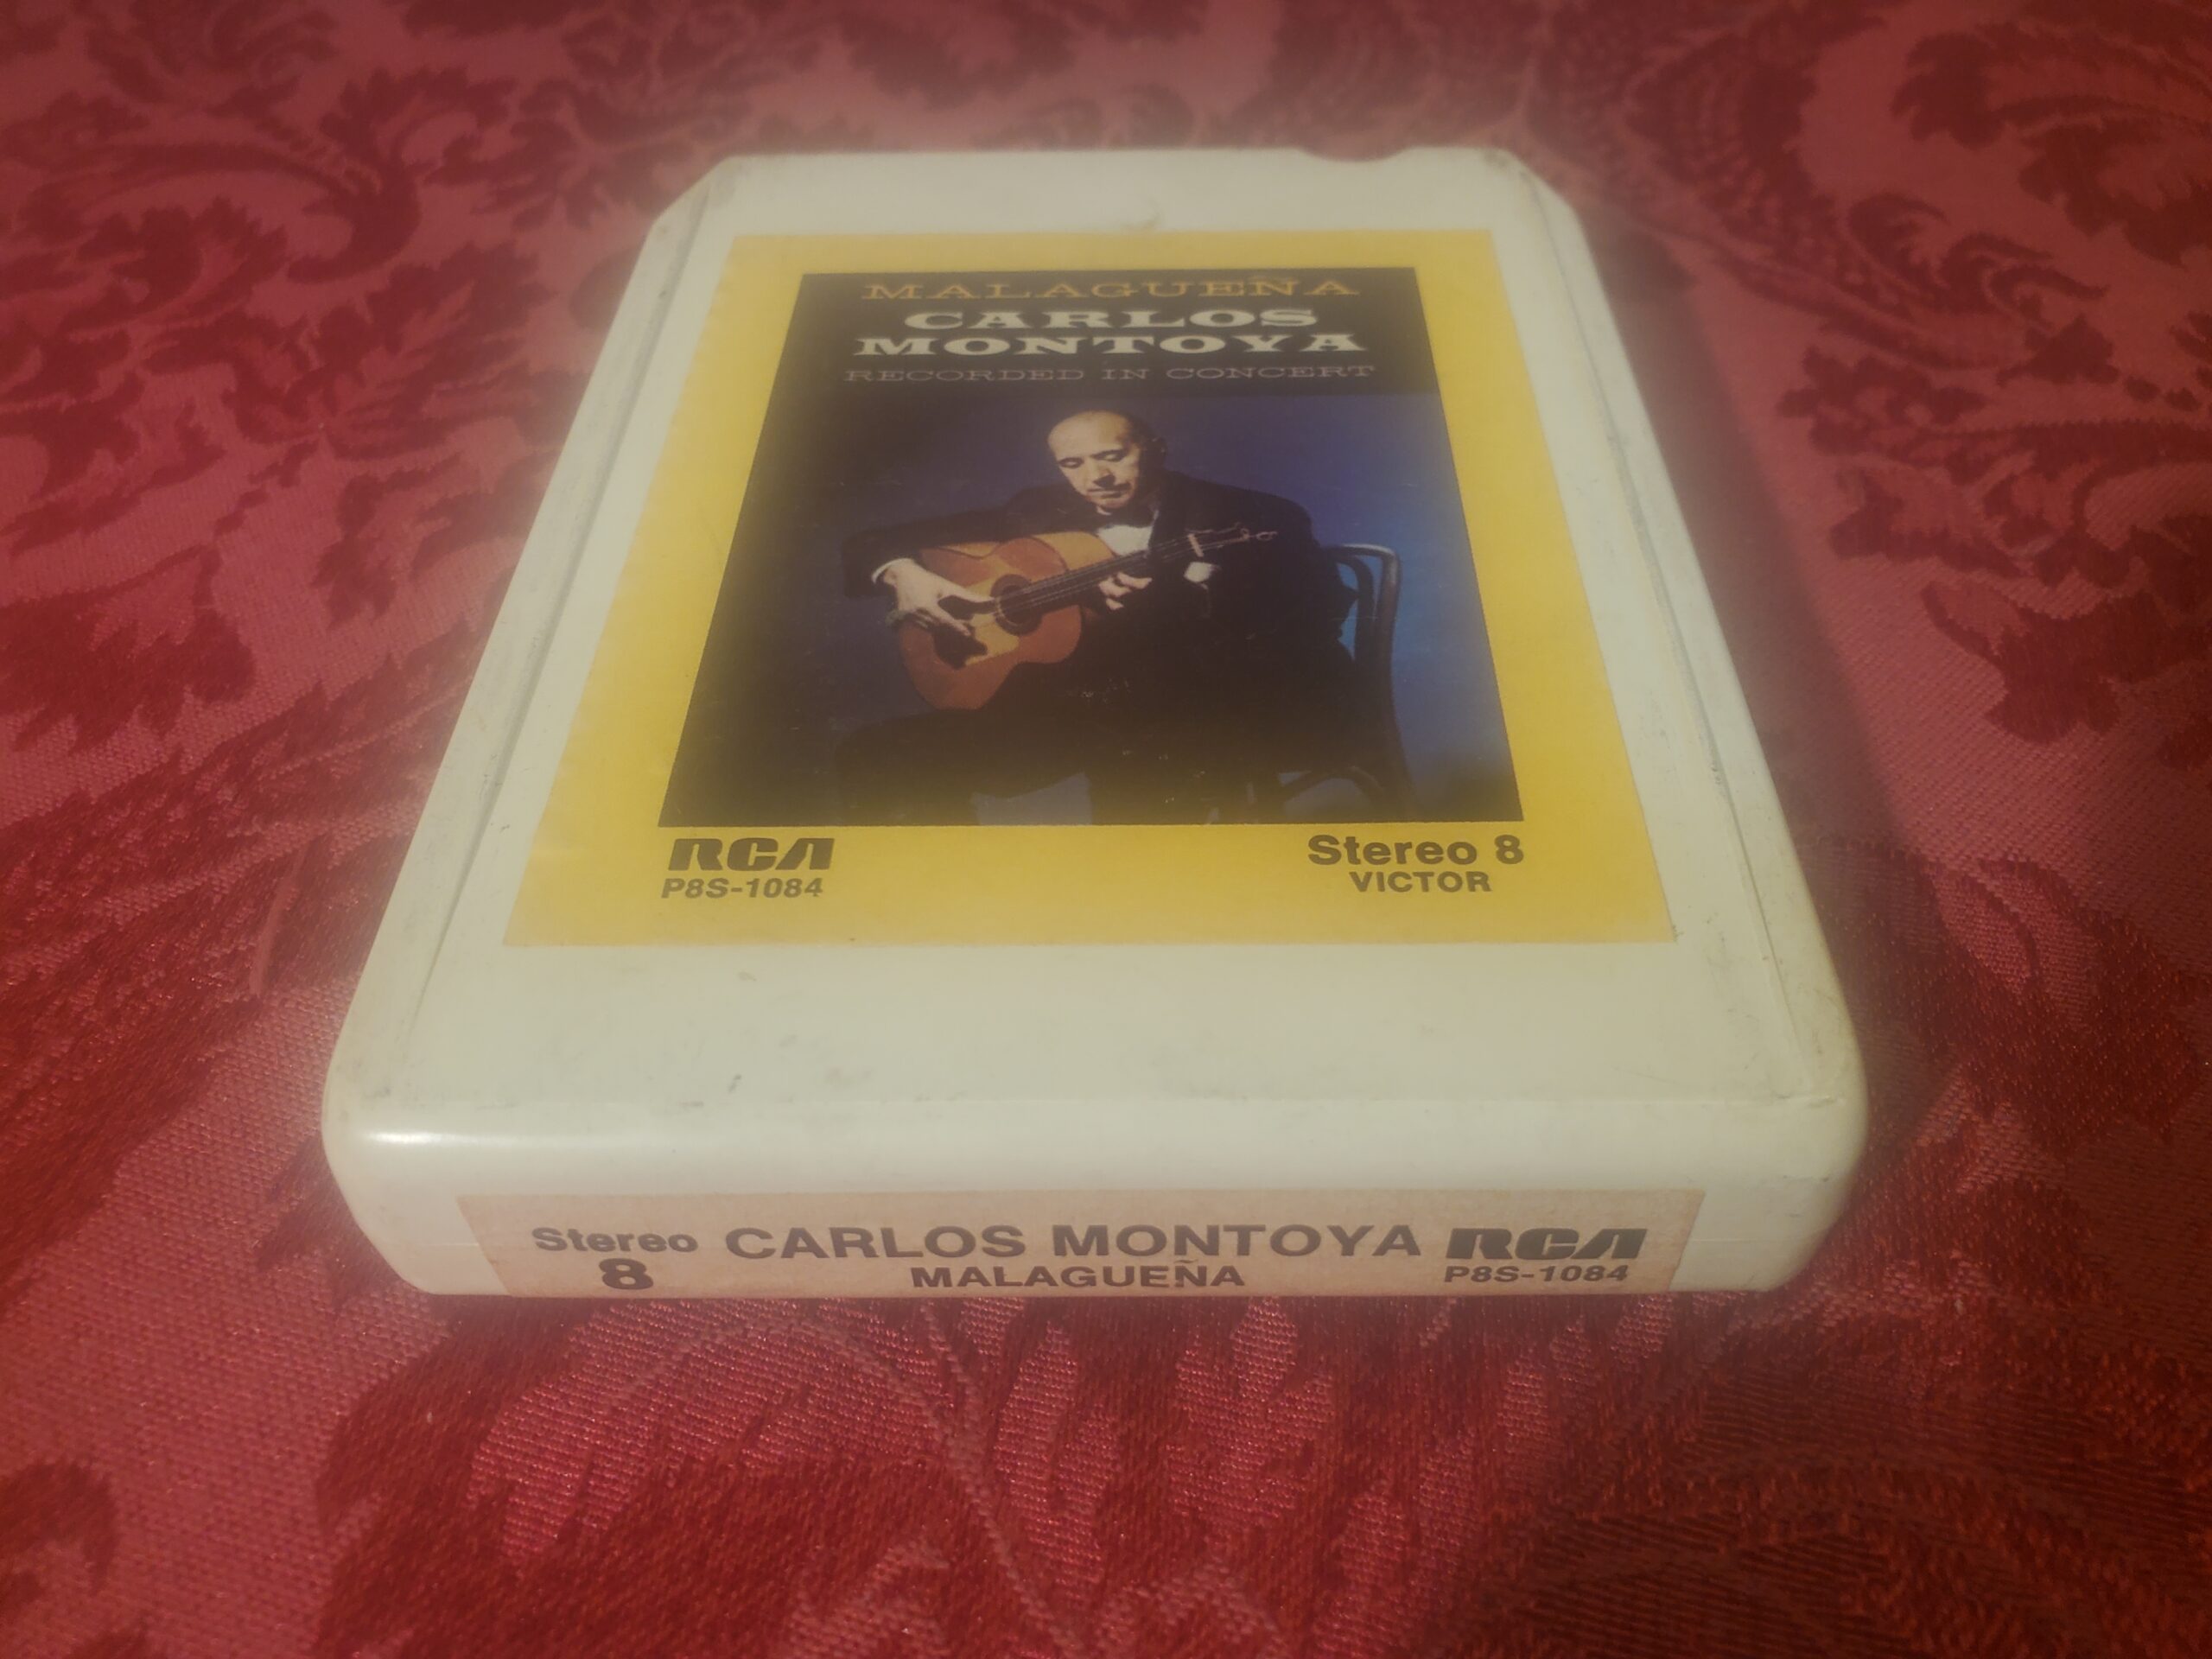 MALAGUEÑA
CARLOS
MONTOYA
RECORDED IN CONCERT
RCA
P8S-1084
Stereo 8
VICTOR
Stereo
8
CARLOS MONTOYA
MALAGUEÑA
RCA
P8S-1084